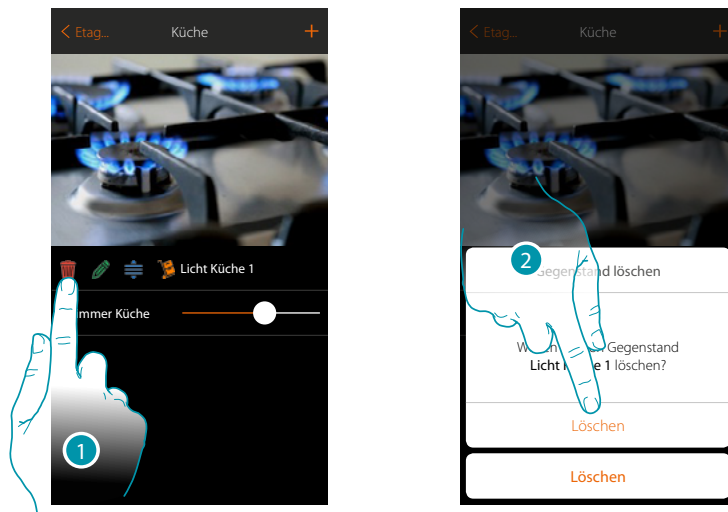 Etag... Küche +
Licht Küche 1
mmer Küche
1
Etag... Küche +
2
Gegenstand löschen
Gegenstand
Licht 1 löschen?
Löschen
Löschen